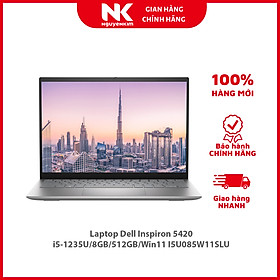 NK
NGUYENKIM
GIAN HÀNG
CHÍNH HÃNG
100%
HÀNG MỚI
Bảo hành
CHÍNH HÃNG
Giao hàng
NHANH
Laptop Dell Inspiron 5420
i5-1235U/8GB/512GB/Win11 I5U085W11SLU